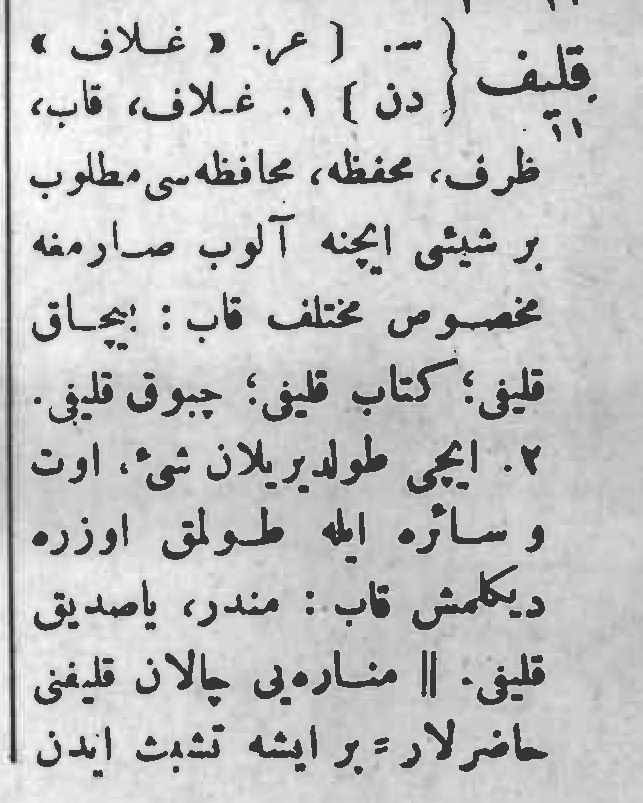 قليف { س. [ عر. « غلاف »
دن ] ١. غلاف، قاب،
ظرف، محفظه، محافظه‌سی مطلوب
بر شیئی ایچنه آلوب صارمغه
مخصوص مختلف قاب : بیچاق
قلیفی؛ کتاب قلیفی؛ چبوق قلیفی.
٢. ایچی طولدیریلان شیء، اوت
و سائره ایله طولمق اوزره
دیکلمش قاب : مندر، یاصدیق
قلیفی. || مناره‌یی چالان قلیفنی
حاضرلار = بر ایشه تشبث ایدن